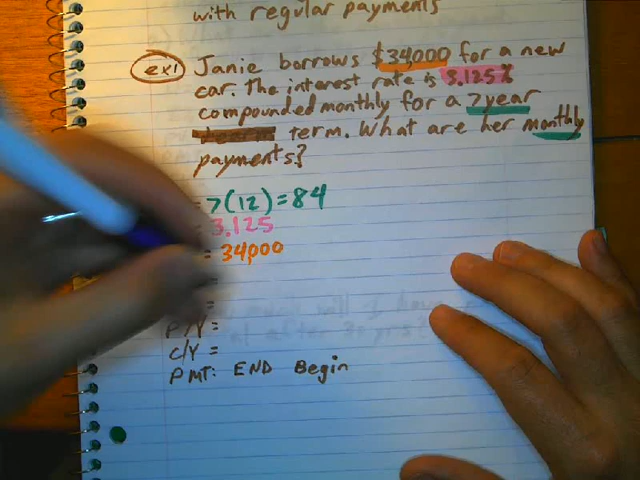 with regular payments
ex1 Janie borrows $34000 for a new
car. The interest rate is 3.125%
compounded monthly for a 7 year
term. What are her monthly
payments?
= 7(12) = 84
= 3.125
= 34000
=
=
P/Y =
C/Y =
PMT: END Begin